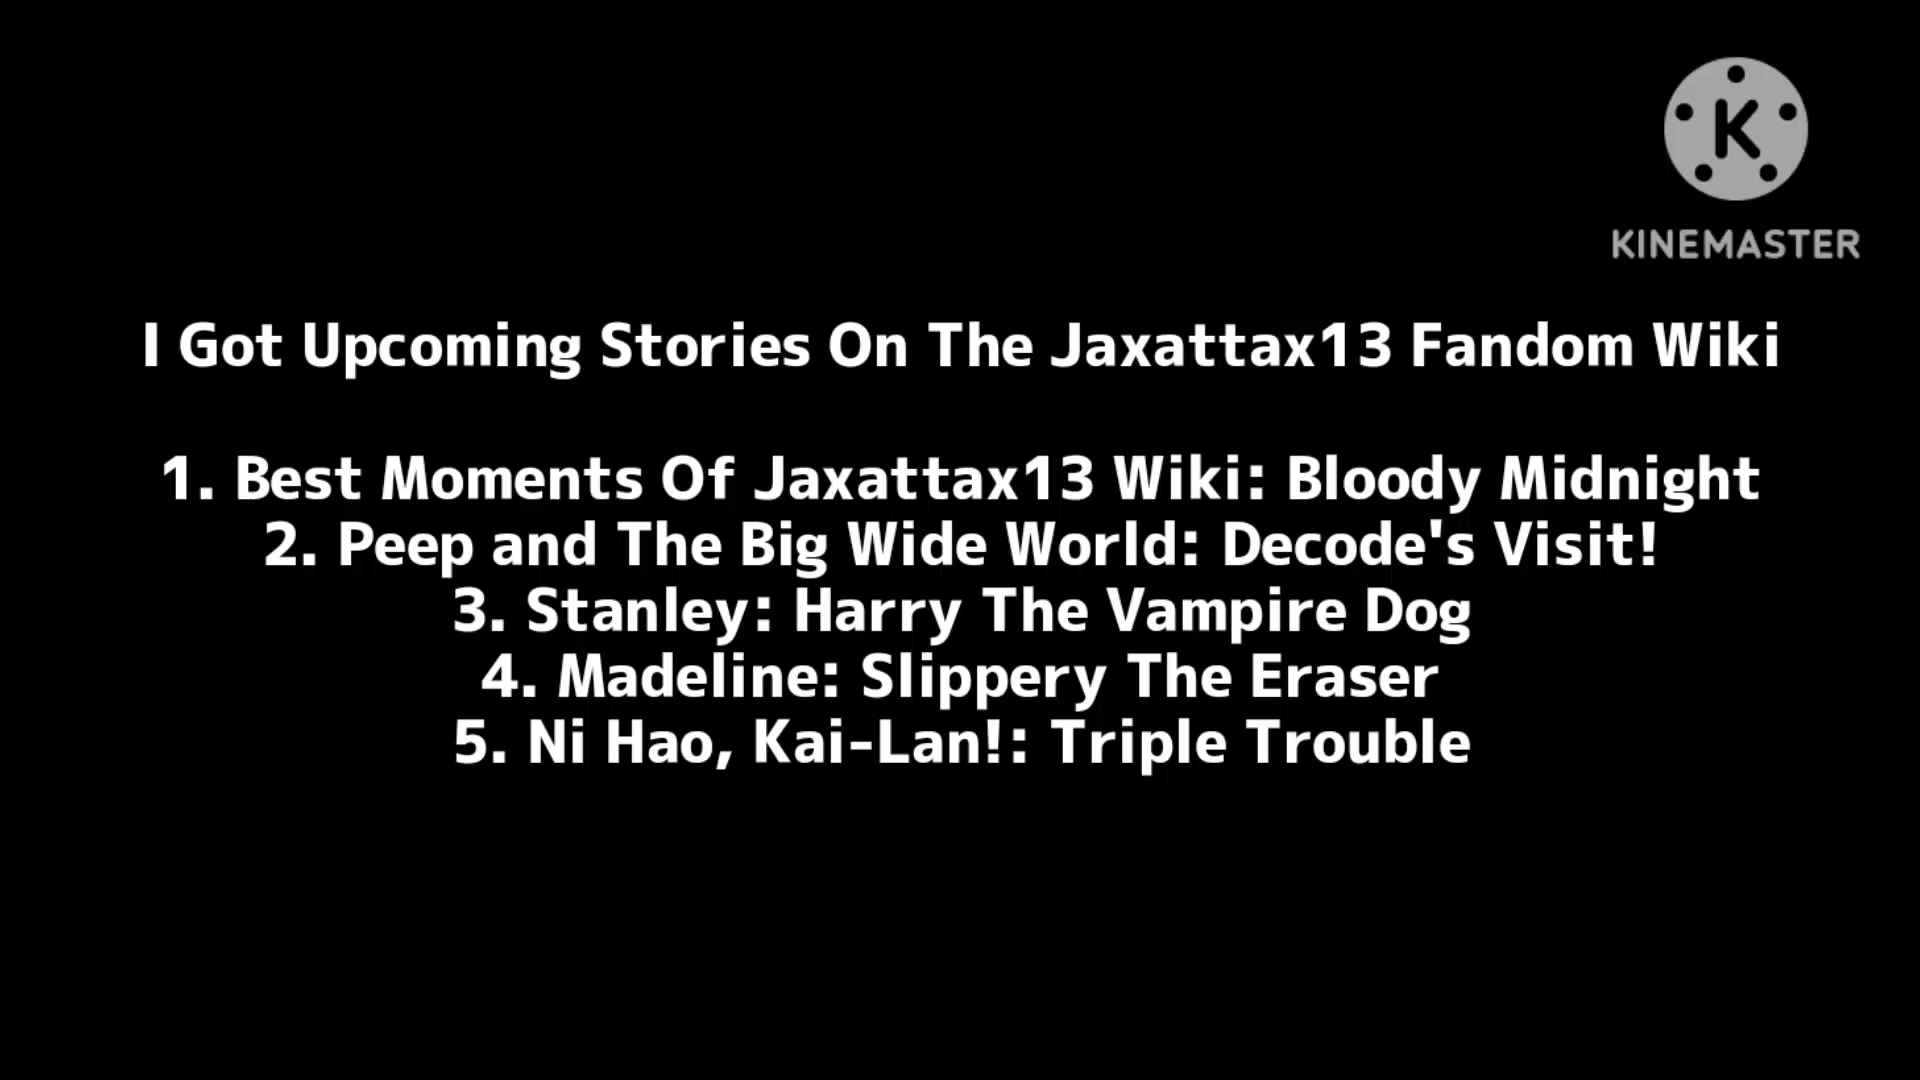 K
KINEMASTER
I Got Upcoming Stories On The Jaxattax13 Fandom Wiki
1. Best Moments Of Jaxattax13 Wiki: Bloody Midnight
2. Peep and The Big Wide World: Decode's Visit!
3. Stanley: Harry The Vampire Dog
4. Madeline: Slippery The Eraser
5. Ni Hao, Kai-Lan!: Triple Trouble